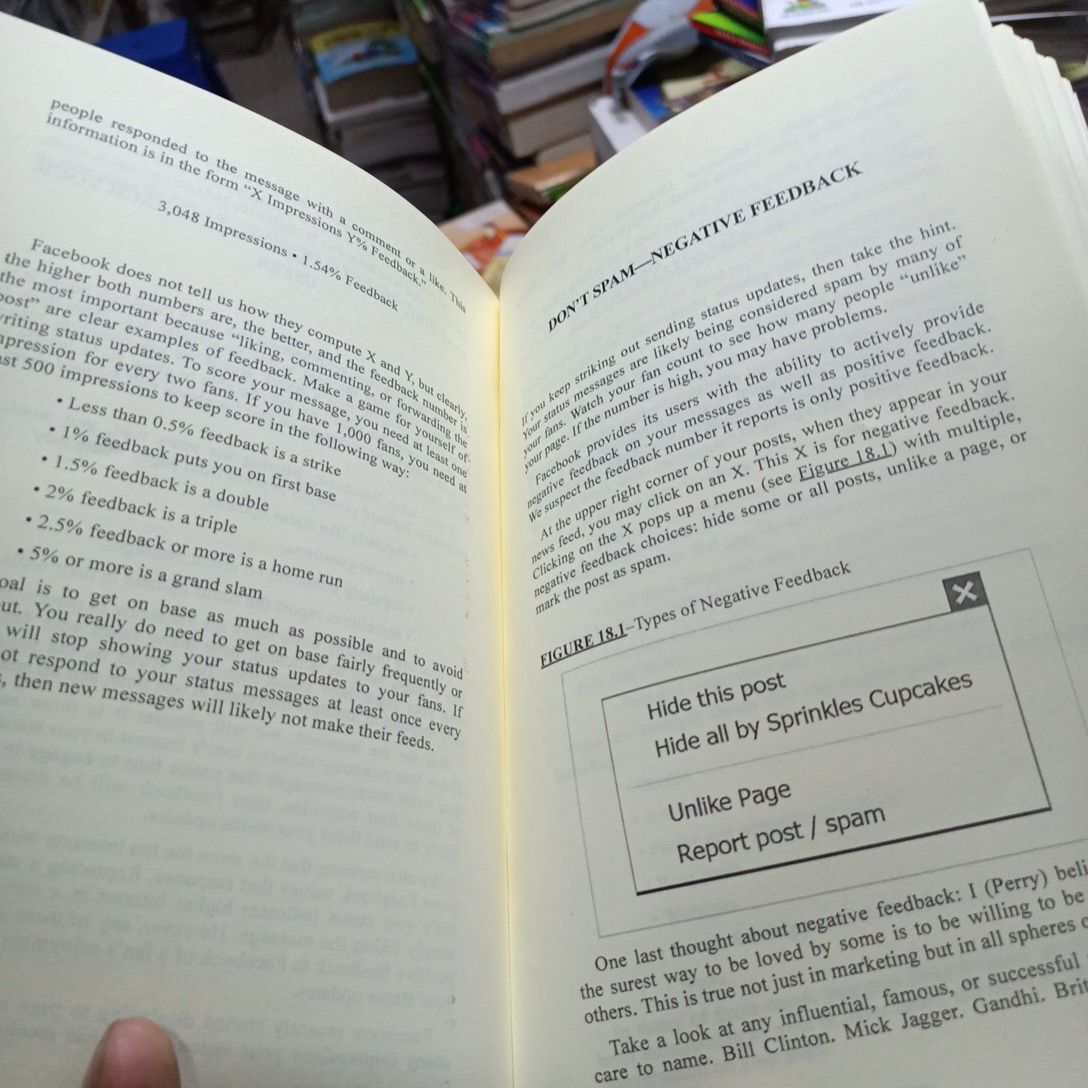 people responded to the message with a comment or a like. This
information is in the form “X Impressions Y% Feedback.”
3,048 Impressions • 1.54% Feedback
Facebook does not tell us how they compute X and Y, but clearly,
the higher both numbers are, the better, and the feedback number is
the most important because “liking, commenting, or forwarding the
post” are clear examples of feedback. Make a game for yourself of
writing status updates. To score your message, you need at least one
impression for every two fans. If you have 1,000 fans, you need at
500 impressions to keep score in the following way:
• Less than 0.5% feedback is a strike
• 1% feedback puts you on first base
• 1.5% feedback is a double
• 2% feedback is a triple
• 2.5% feedback or more is a home run
• 5% or more is a grand slam
is to get on base as much as possible and to avoid
You really do need to get on base fairly frequently or
will stop showing your status updates to your fans. If
respond to your status messages at least once every
then new messages will likely not make their feeds.
DON’T SPAM—NEGATIVE FEEDBACK
If you keep striking out sending status updates, then take the hint.
Your status messages are likely being considered spam by many of
your fans. Watch your fan count to see how many people “unlike”
your page. If the number is high, you may have problems.
Facebook provides its users with the ability to actively provide
negative feedback on your messages as well as positive feedback.
We suspect the feedback number it reports is only positive feedback.
At the upper right corner of your posts, when they appear in your
news feed, you may click on an X. This X is for negative feedback.
Clicking on the X pops up a menu (see Figure 18.1) with multiple,
negative feedback choices: hide some or all posts, unlike a page, or
mark the post as spam.
FIGURE 18.1–Types of Negative Feedback
Hide this post
Hide all by Sprinkles Cupcakes
Unlike Page
Report post / spam
One last thought about negative feedback: I (Perry)
the surest way to be loved by some is to be willing to be
others. This is true not just in marketing but in all spheres
Take a look at any influential, famous, or successful
care to name. Bill Clinton. Mick Jagger. Gandhi.